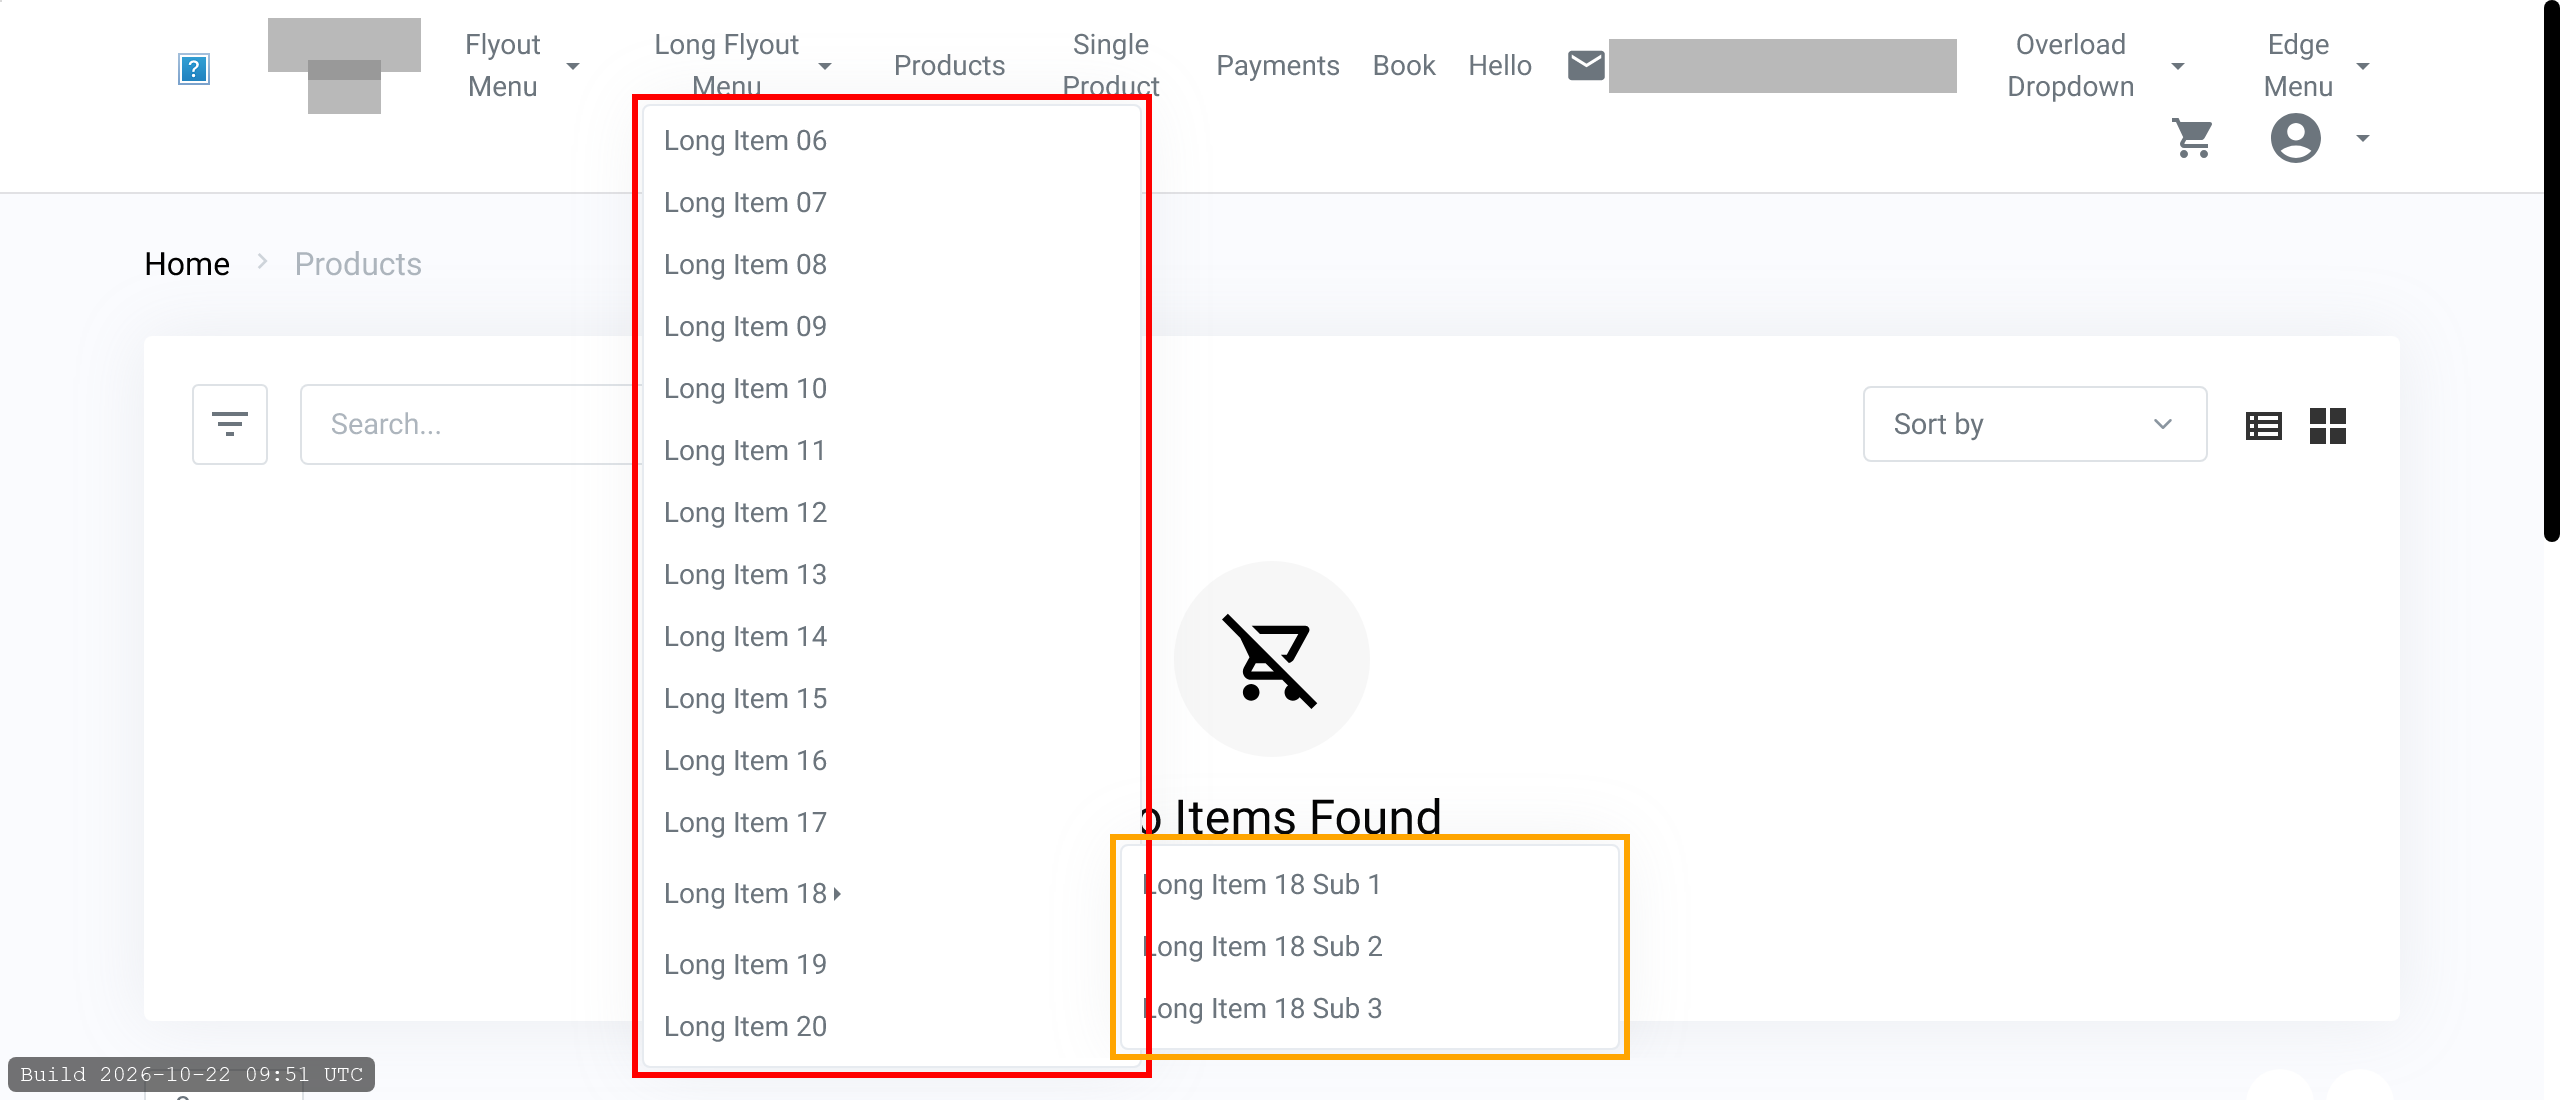 Flyout
Menu
Long Flyout
Menu
Products
Single
Product
Payments
Book
Hello
Overload
Dropdown
Edge
Menu
Home
Products
Search...
Sort by
Long Item 06
Long Item 07
Long Item 08
Long Item 09
Long Item 10
Long Item 11
Long Item 12
Long Item 13
Long Item 14
Long Item 15
Long Item 16
Long Item 17
Long Item 18
Long Item 19
Long Item 20
Items Found
Long Item 18 Sub 1
Long Item 18 Sub 2
Long Item 18 Sub 3
Build 2026-10-22 09:51 UTC